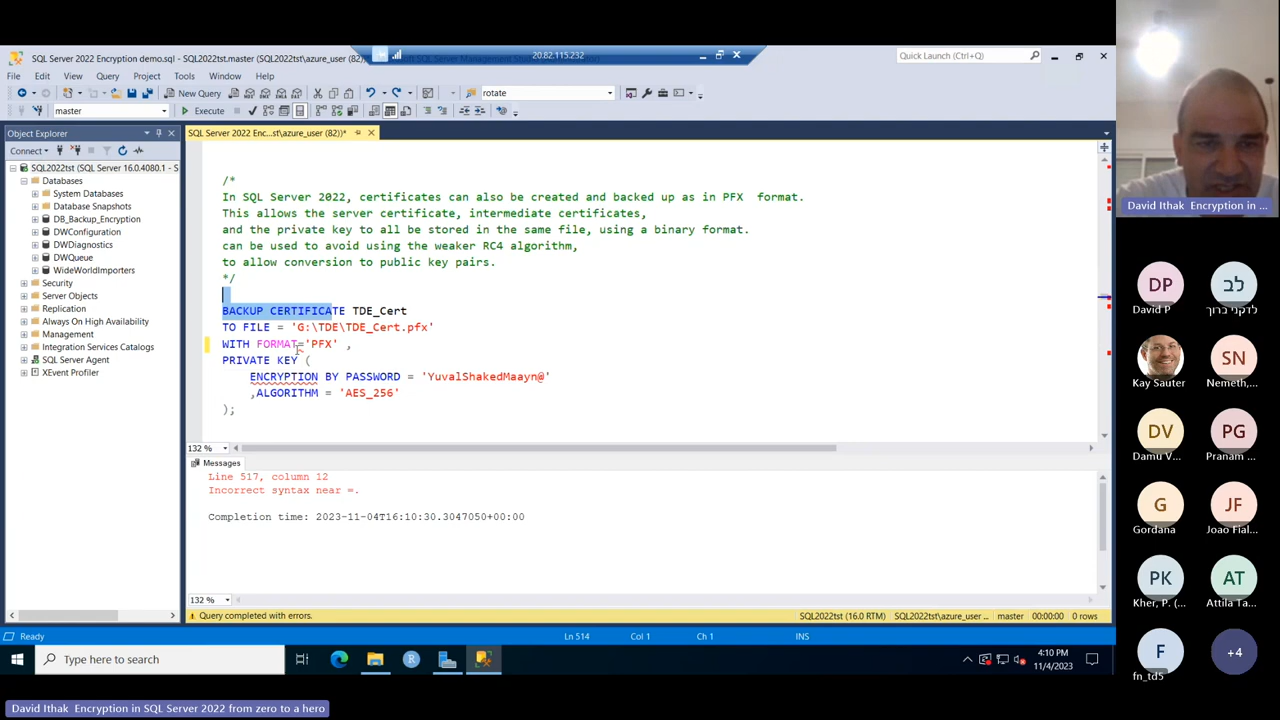 SQL Server 2022 Encryption demo.sql - SQL2022tst.master (SQL2022tst\azure_user (82))*
20.82.115.232
Quick Launch (Ctrl+Q)
File Edit View Query Project Tools Window Help
New Query
rotate
master
Execute
Object Explorer
SQL Server 2022 Enc...st\azure_user (82))*
Connect
SQL2022tst (SQL Server 16.0.4080.1 - S
Databases
System Databases
Database Snapshots
DB_Backup_Encryption
DWConfiguration
DWDiagnostics
DWQueue
WideWorldImporters
Security
Server Objects
Replication
Always On High Availability
Management
Integration Services Catalogs
SQL Server Agent
XEvent Profiler
/*
In SQL Server 2022, certificates can also be created and backed up as in PFX format.
This allows the server certificate, intermediate certificates,
and the private key to all be stored in the same file, using a binary format.
can be used to avoid using the weaker RC4 algorithm,
to allow conversion to public key pairs.
*/
BACKUP CERTIFICATE TDE_Cert
TO FILE = 'G:\TDE\TDE_Cert.pfx'
WITH FORMAT='PFX' ,
PRIVATE KEY (
ENCRYPTION BY PASSWORD = 'YuvalShakedMaayn@'
,ALGORITHM = 'AES_256'
);
132 %
Messages
Line 517, column 12
Incorrect syntax near =.
Completion time: 2023-11-04T16:10:30.3047050+00:00
132 %
Query completed with errors.
SQL2022tst (16.0 RTM)
SQL2022tst\azure_user ...
master
00:00:00
0 rows
Ready
Ln 514
Col 1
Ch 1
INS
Type here to search
4:10 PM
11/4/2023
David Ithak Encryption in ...
DP
David P
לב
לדקני ברוך
Kay Sauter
SN
Nemeth, ...
DV
Damu V...
PG
Pranam ...
G
Gordana
JF
Joao Fial...
PK
Kher, P. (...
AT
Attila Ta...
F
fn_td5
+4
David Ithak Encryption in SQL Server 2022 from zero to a hero